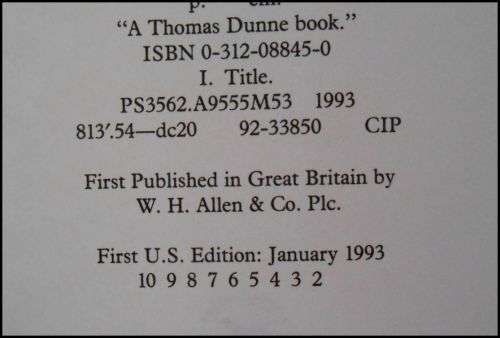 p. cm.
“A Thomas Dunne book.”
ISBN 0-312-08845-0
I. Title.
PS3562.A9555M53 1993
813′.54—dc20 92-33850 CIP
First Published in Great Britain by
W. H. Allen & Co. Plc.
First U.S. Edition: January 1993
10 9 8 7 6 5 4 3 2